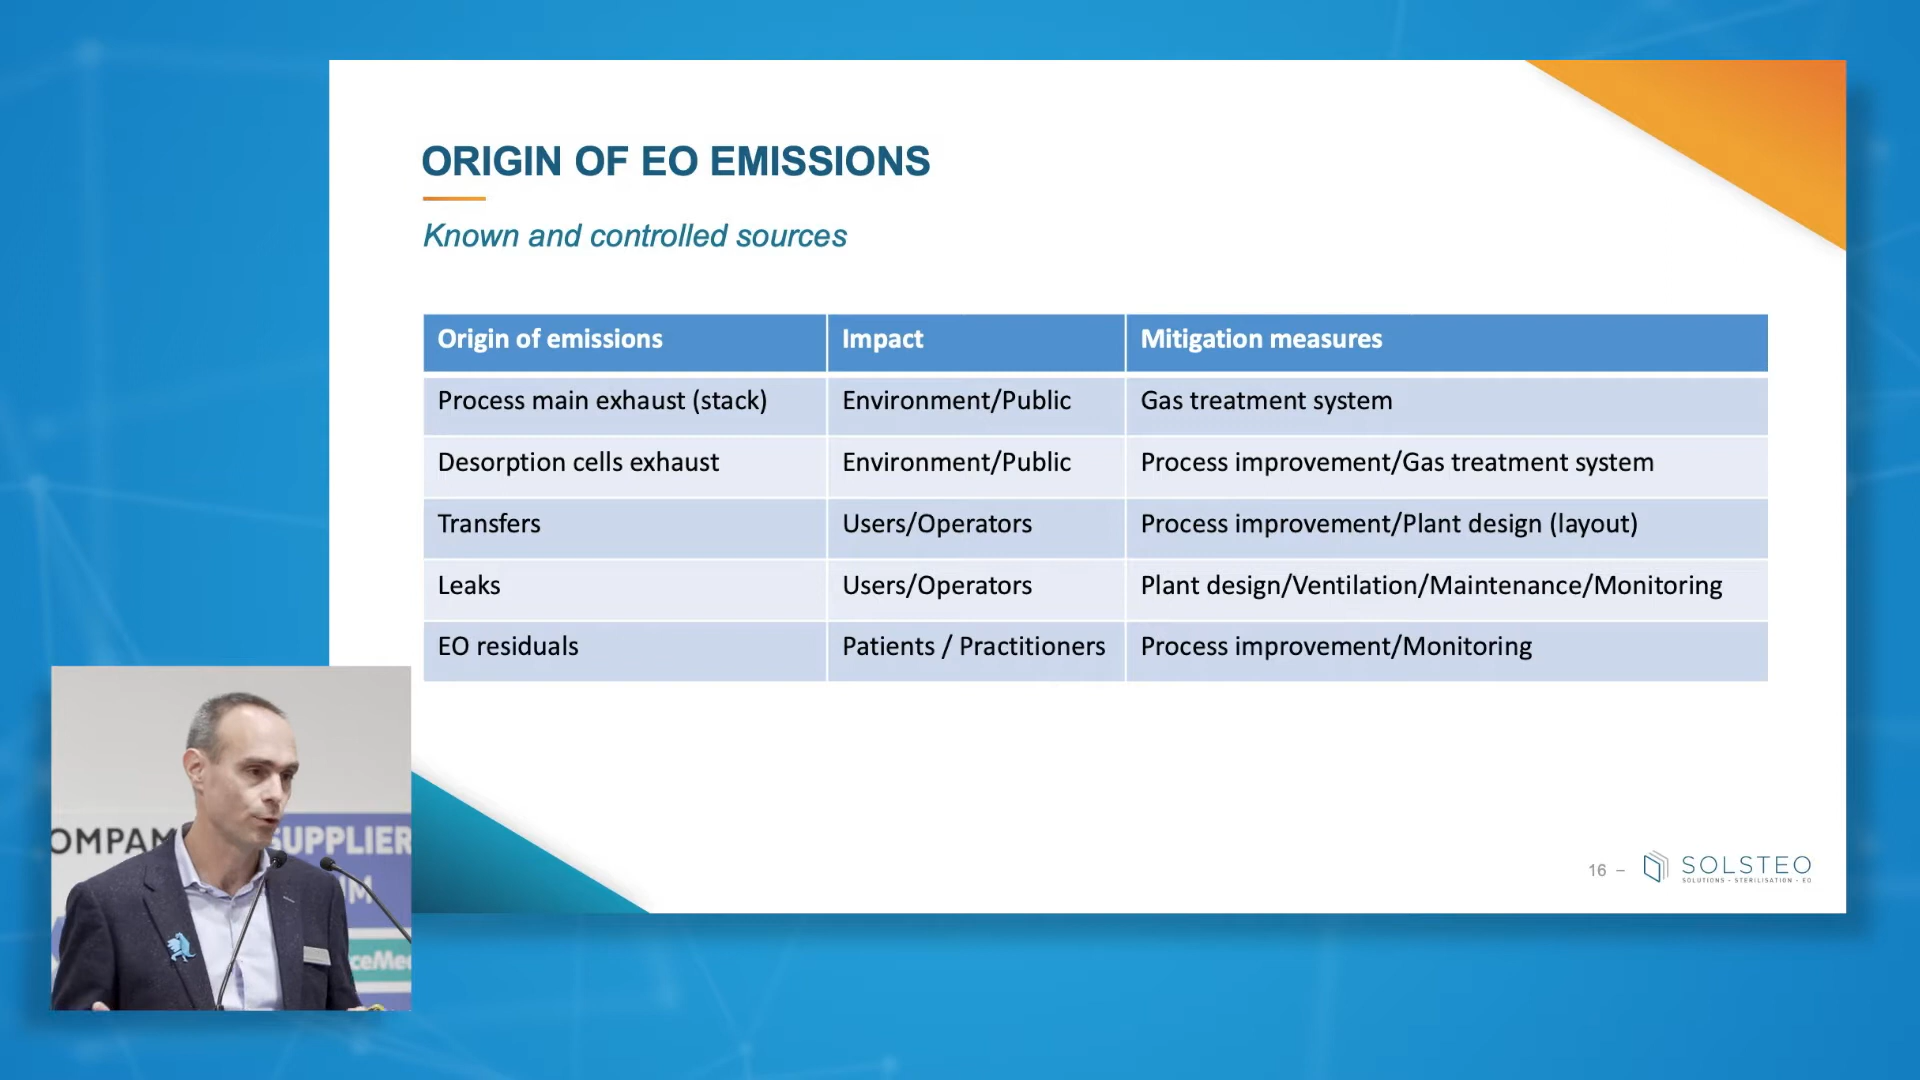 ORIGIN OF EO EMISSIONS
Known and controlled sources
Origin of emissions Impact Mitigation measures
Process main exhaust (stack) Environment/Public Gas treatment system
Desorption cells exhaust Environment/Public Process improvement/Gas treatment system
Transfers Users/Operators Process improvement/Plant design (layout)
Leaks Users/Operators Plant design/Ventilation/Maintenance/Monitoring
EO residuals Patients / Practitioners Process improvement/Monitoring
OMPAM SUPPLIER
M
ceMed
16 –
SOLSTEO
SOLUTIONS - STERILISATION - EO